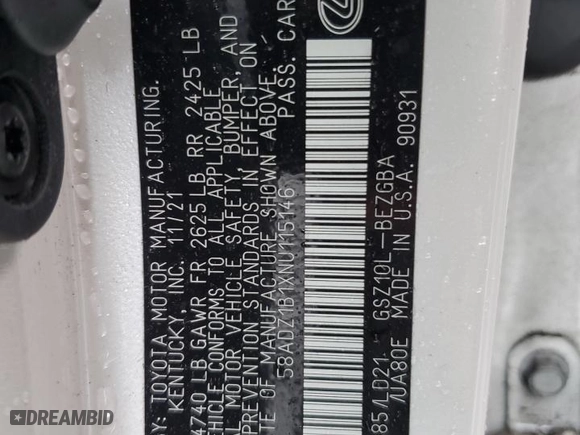 Y: TOYOTA MOTOR MANUFACTURING,
KENTUCKY, INC. 11/21
4740 LB GAWR FR 2625 LB RR 2425 LB
VEHICLE CONFORMS TO ALL APPLICABLE
MOTOR VEHICLE SAFETY, BUMPER, AND
PREVENTION STANDARDS IN EFFECT ON
TE OF MANUFACTURE SHOWN ABOVE.
58ADZ1B1XNU115146 PASS. CAR
85/LD21 GSZ10L-BEZGBA
A80E MADE IN U.S.A. 90931
DREAMBID